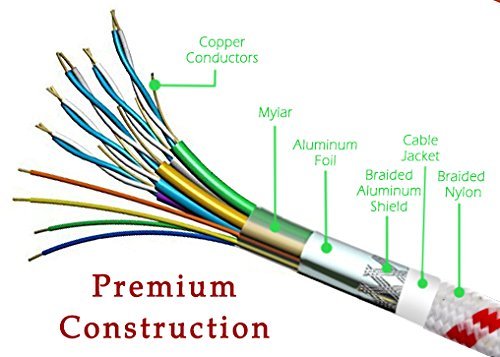 Copper
Conductors
Mylar
Aluminum
Foil
Cable
Jacket
Braided
Aluminum
Shield
Braided
Nylon
Premium
Construction